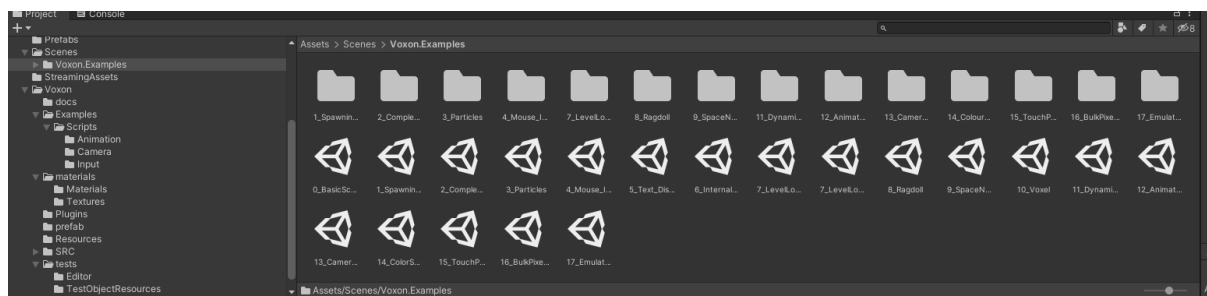 Project Console
8
Prefabs
Scenes
Voxon.Examples
StreamingAssets
Voxon
docs
Examples
Scripts
Animation
Camera
Input
materials
Materials
Textures
Plugins
prefab
Resources
SRC
tests
Editor
TestObjectResources
Assets > Scenes > Voxon.Examples
1_Spawnin... 2_Comple... 3_Particles 4_Mouse_I... 7_LevelLo... 8_Ragdoll 9_SpaceN... 11_Dynami... 12_Animat... 13_Camer... 14_Colour... 15_TouchP... 16_BulkPixe... 17_Emulat...
0_BasicSc... 1_Spawnin... 2_Comple... 3_Particles 4_Mouse_I... 5_Text_Dis... 6_Internal... 7_LevelLo... 7_LevelLo... 8_Ragdoll 9_SpaceN... 10_Voxel 11_Dynami... 12_Animat...
13_Camer... 14_ColorS... 15_TouchP... 16_BulkPixe... 17_Emulat...
Assets/Scenes/Voxon.Examples